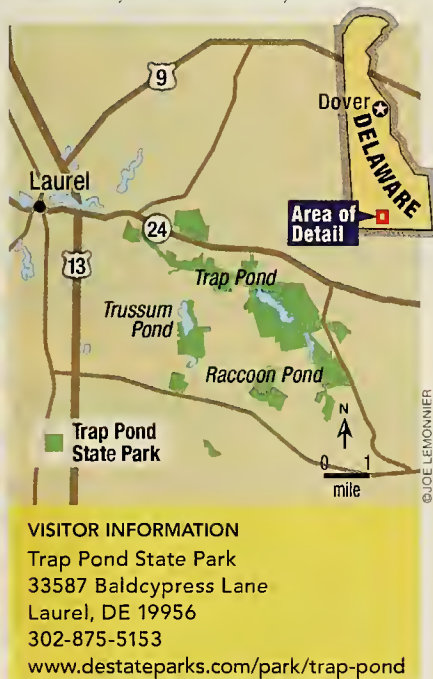 9
Dover
DELAWARE
Laurel
Area of
Detail
24
13
Trap Pond
Trussum
Pond
Raccoon Pond
N
Trap Pond
State Park
0 1
mile
©JOE LEMONNIER
VISITOR INFORMATION
Trap Pond State Park
33587 Baldcypress Lane
Laurel, DE 19956
302-875-5153
www.destateparks.com/park/trap-pond